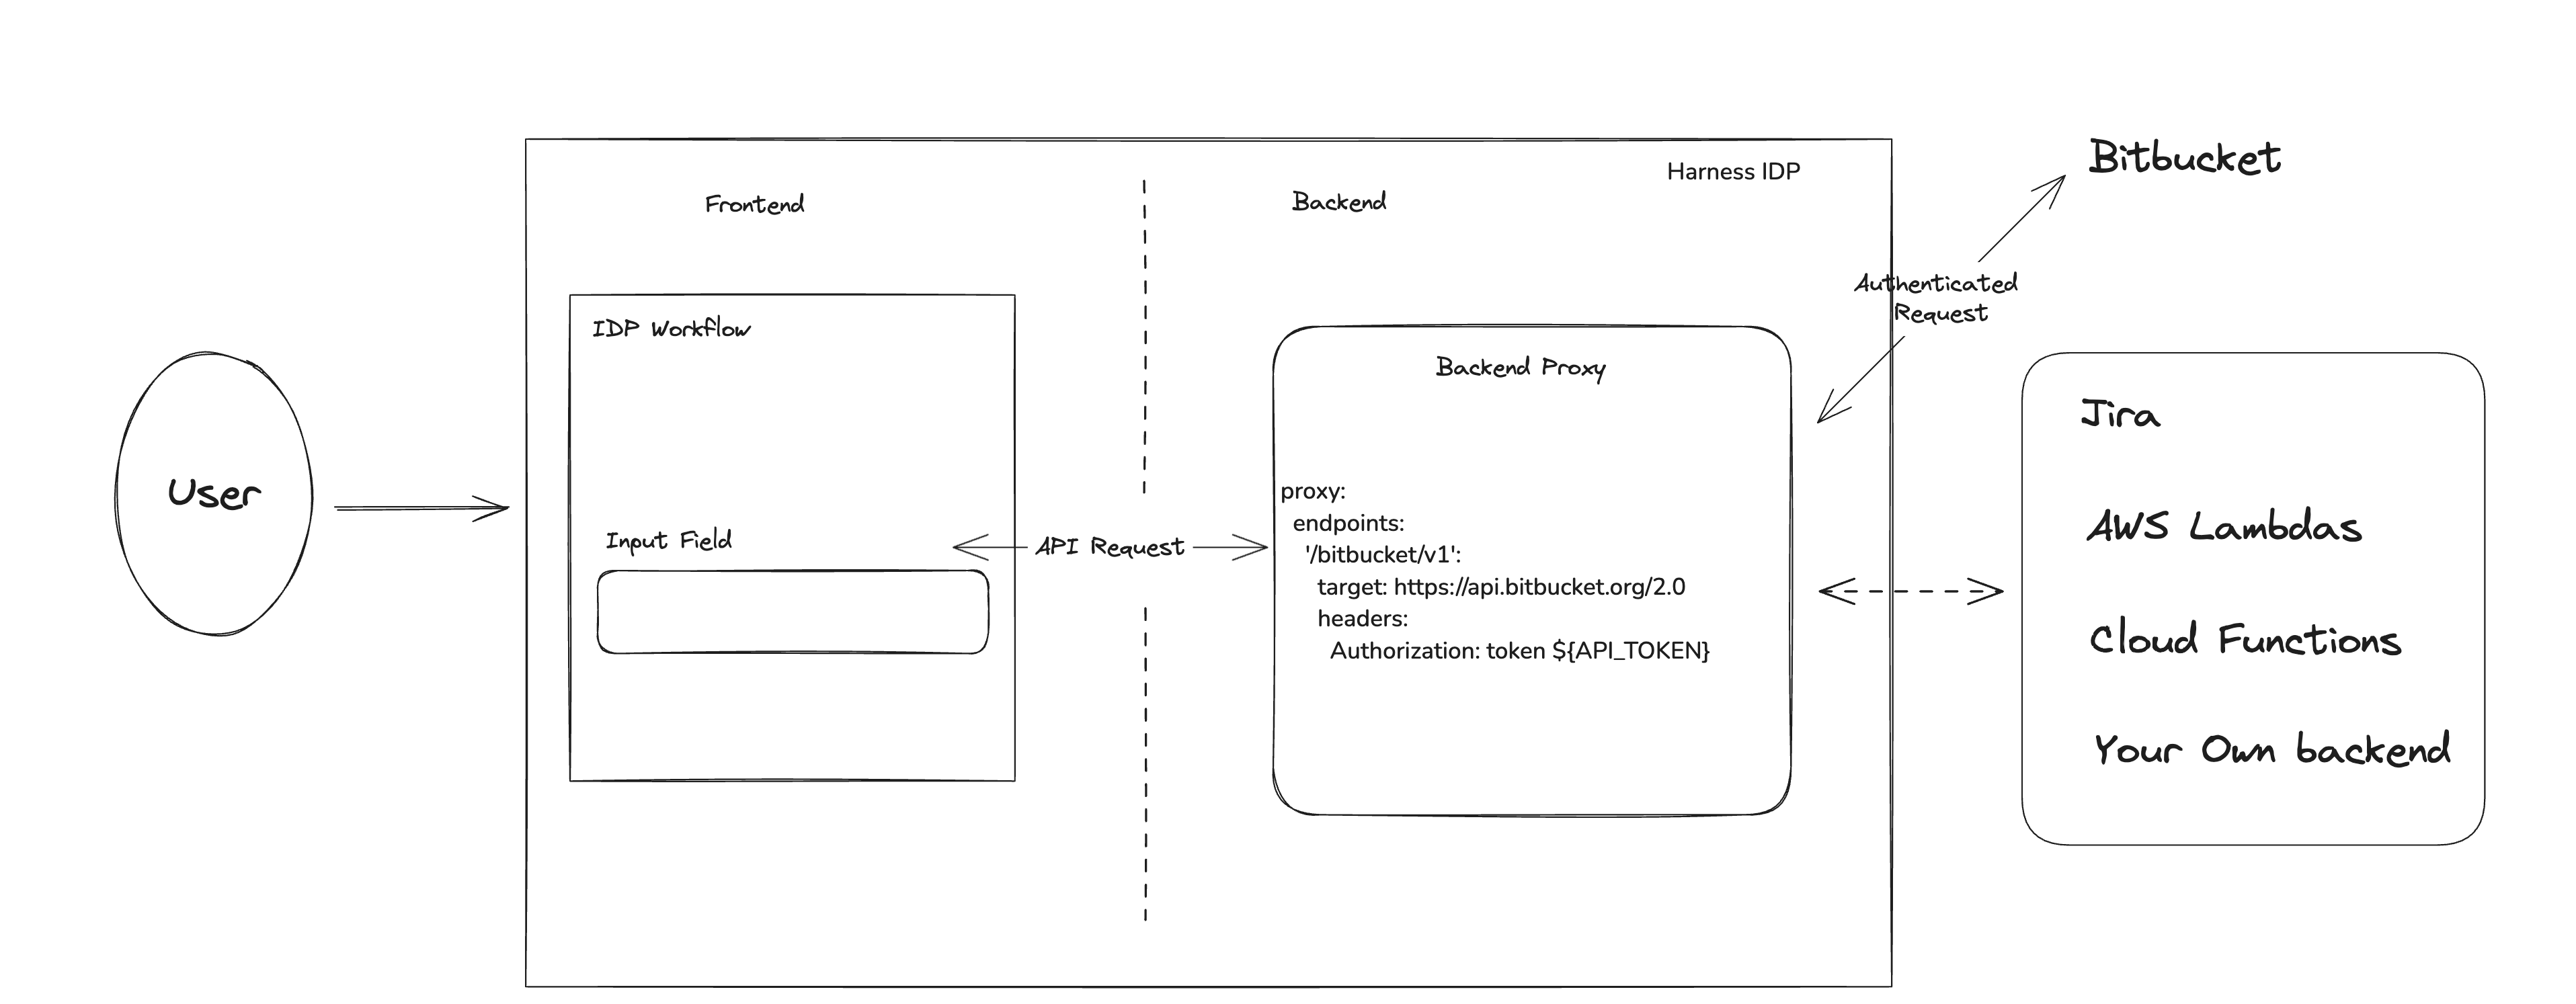 Harness IDP
Frontend
Backend
Bitbucket
Authenticated
Request
IDP Workflow
Backend Proxy
User
Input Field
API Request
proxy:
endpoints:
'/bitbucket/v1':
target: https://api.bitbucket.org/2.0
headers:
Authorization: token ${API_TOKEN}
Jira
AWS Lambdas
Cloud Functions
Your Own backend